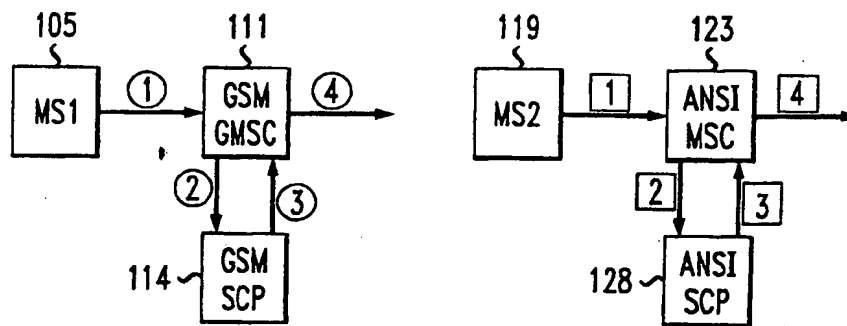 105
111
119
123
MS1
1
GSM
GMSC
4
MS2
1
ANSI
MSC
4
2
3
2
3
114
GSM
SCP
128
ANSI
SCP